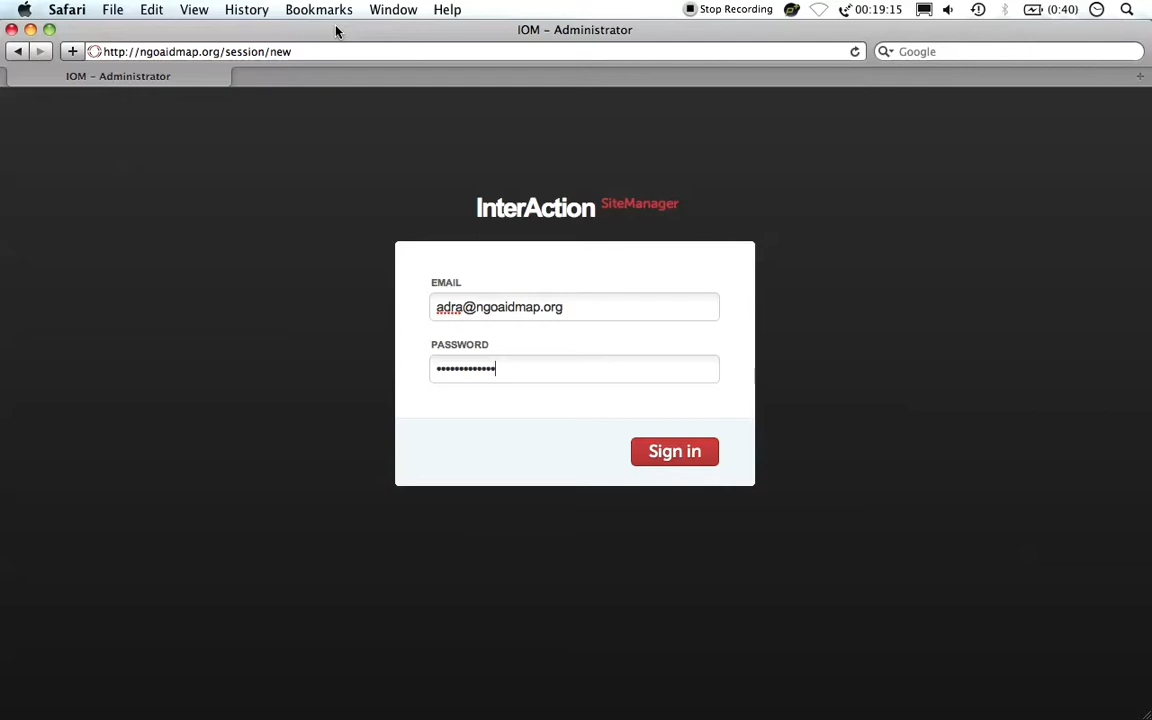 Safari File Edit View History Bookmarks Window Help Stop Recording 00:19:15 (0:40)
IOM – Administrator
http://ngoaidmap.org/session/new Google
IOM – Administrator
InterAction SiteManager
EMAIL
adra@ngoaidmap.org
PASSWORD
•••••••••••••
Sign in